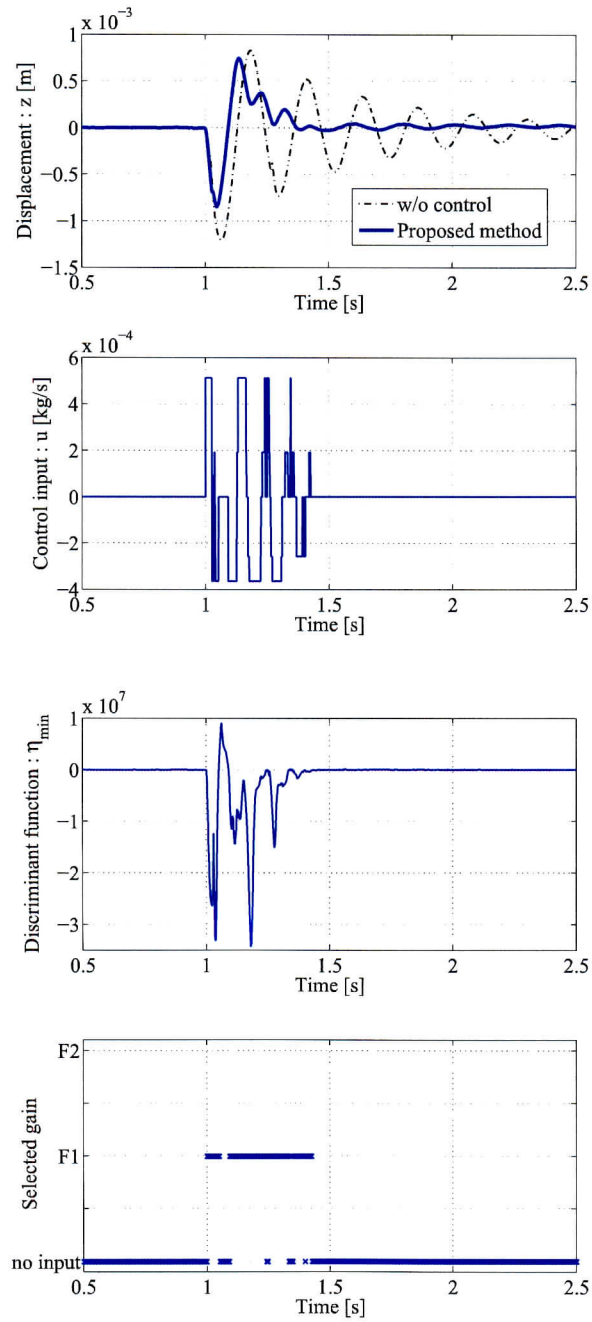 x 10⁻³
1
0.5
0
−0.5
−1
−1.5
Displacement : z [m]
w/o control
Proposed method
0.5 1 1.5 2 2.5
Time [s]
x 10⁻⁴
6
4
2
0
−2
−4
Control input : u [kg/s]
0.5 1 1.5 2 2.5
Time [s]
x 10⁷
1
0
−1
−2
−3
Discriminant function : η_min
0.5 1 1.5 2 2.5
Time [s]
F2
F1
no input
Selected gain
0.5 1 1.5 2 2.5
Time [s]